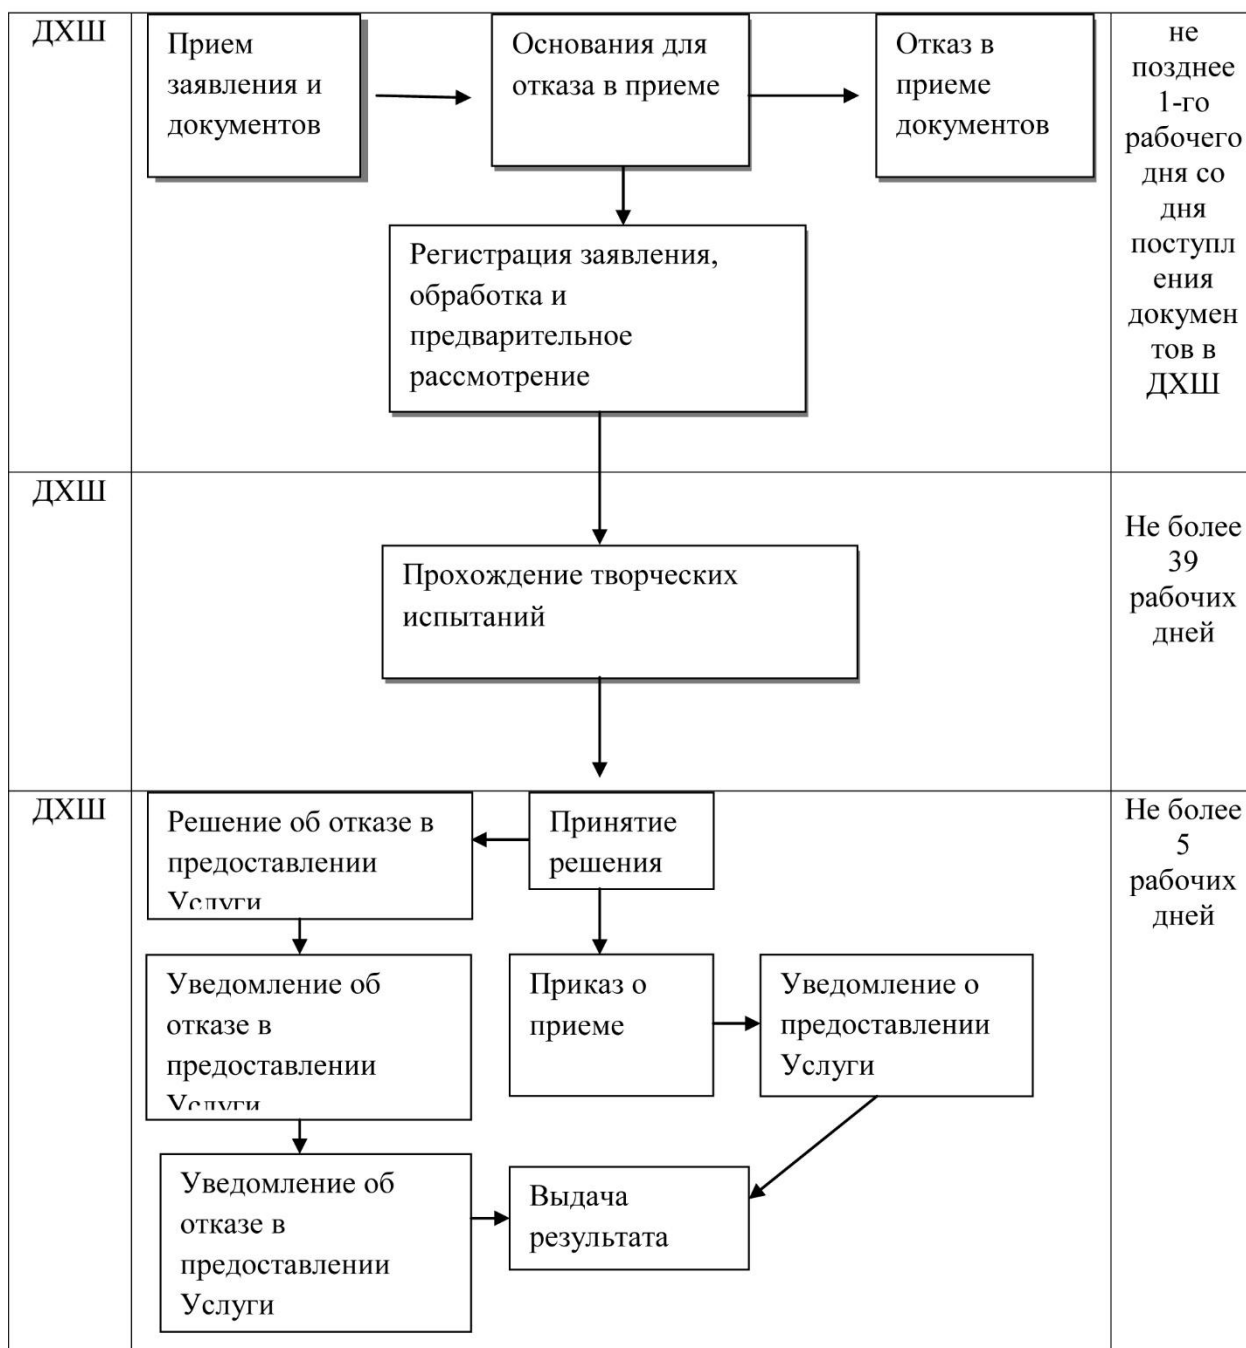 ДХШ
Прием
заявления и
документов
Основания для
отказа в приеме
Отказ в
приеме
документов
не
позднее
1-го
рабочего
дня со
дня
поступл
ения
докумен
тов в
ДХШ
Регистрация заявления,
обработка и
предварительное
рассмотрение
ДХШ
Прохождение творческих
испытаний
Не более
39
рабочих
дней
ДХШ
Решение об отказе в
предоставлении
Услуги
Принятие
решения
Не более
5
рабочих
дней
Уведомление об
отказе в
предоставлении
Услуги
Приказ о
приеме
Уведомление о
предоставлении
Услуги
Уведомление об
отказе в
предоставлении
Услуги
Выдача
результата